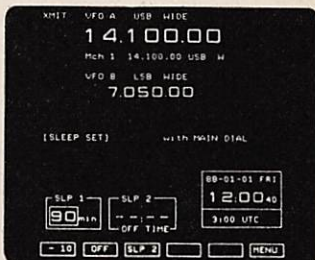 XMIT VFO-A USB WIDE
14.100.00
Mch 1 14.100.00 USB W
VFO B LSB WIDE
7.050.00
[SLEEP SET] with MAIN DIAL
88-01-01 FRI
SLP 1 SLP 2 12:00 40
90 min --:--
OFF TIME 3:00 UTC
- 10 OFF SLP 2 MENU